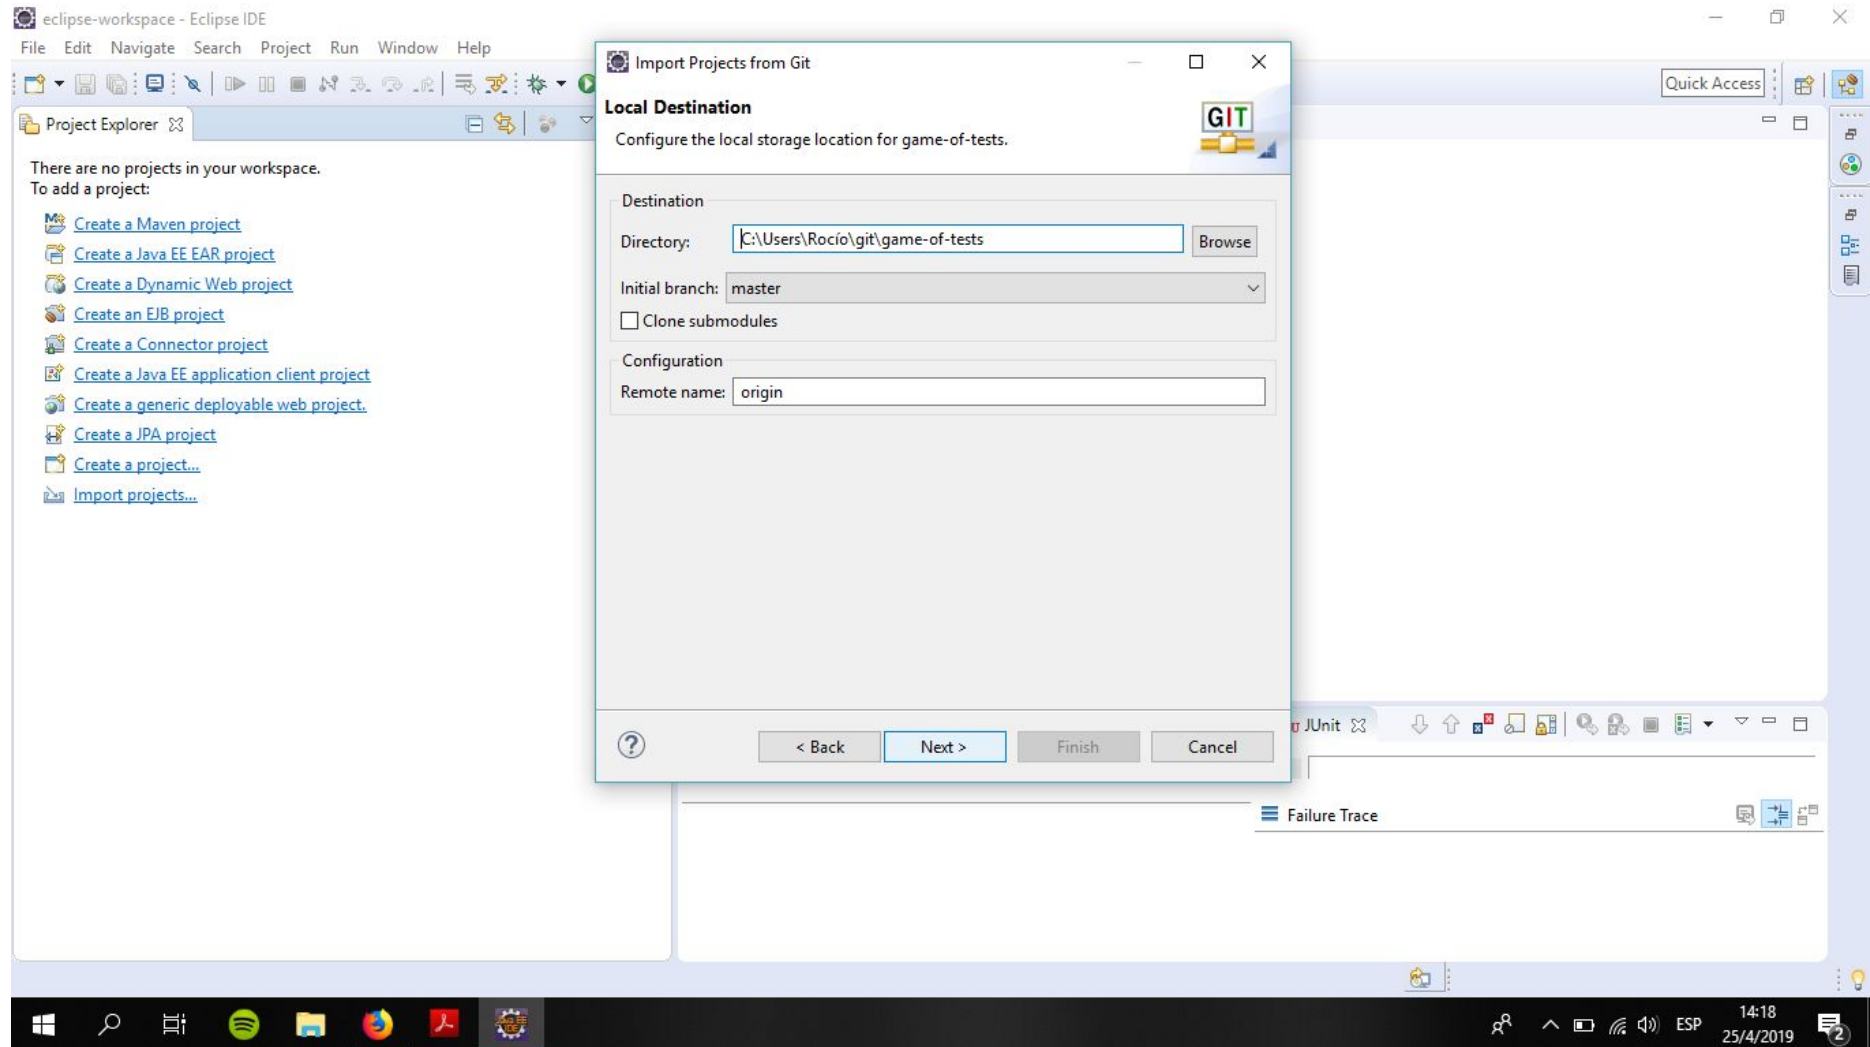 eclipse-workspace - Eclipse IDE
File Edit Navigate Search Project Run Window Help
Quick Access
Project Explorer
There are no projects in your workspace.
To add a project:
Create a Maven project
Create a Java EE EAR project
Create a Dynamic Web project
Create an EJB project
Create a Connector project
Create a Java EE application client project
Create a generic deployable web project.
Create a JPA project
Create a project...
Import projects...
Import Projects from Git
Local Destination
Configure the local storage location for game-of-tests.
GIT
Destination
Directory: C:\Users\Rocío\git\game-of-tests Browse
Initial branch: master
Clone submodules
Configuration
Remote name: origin
? < Back Next > Finish Cancel
JUnit
Failure Trace
JAVA EE
IDE
ESP
14:18
25/4/2019
2